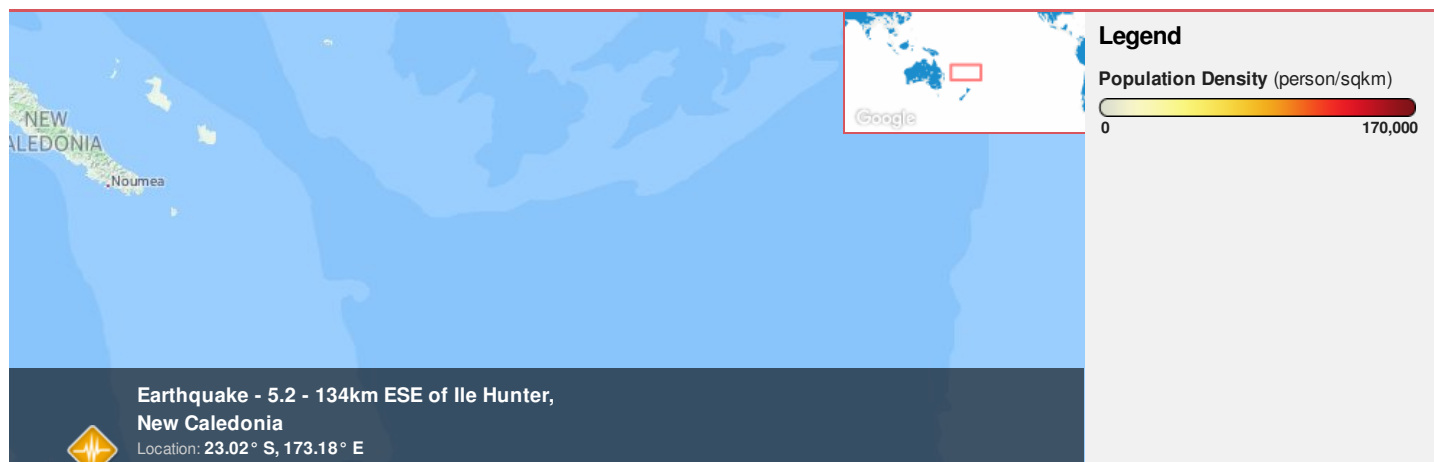 NEW
ALEDONIA
Noumea
Google
Legend
Population Density (person/sqkm)
0
170,000
Earthquake - 5.2 - 134km ESE of Ile Hunter,
New Caledonia
Location: 23.02° S, 173.18° E